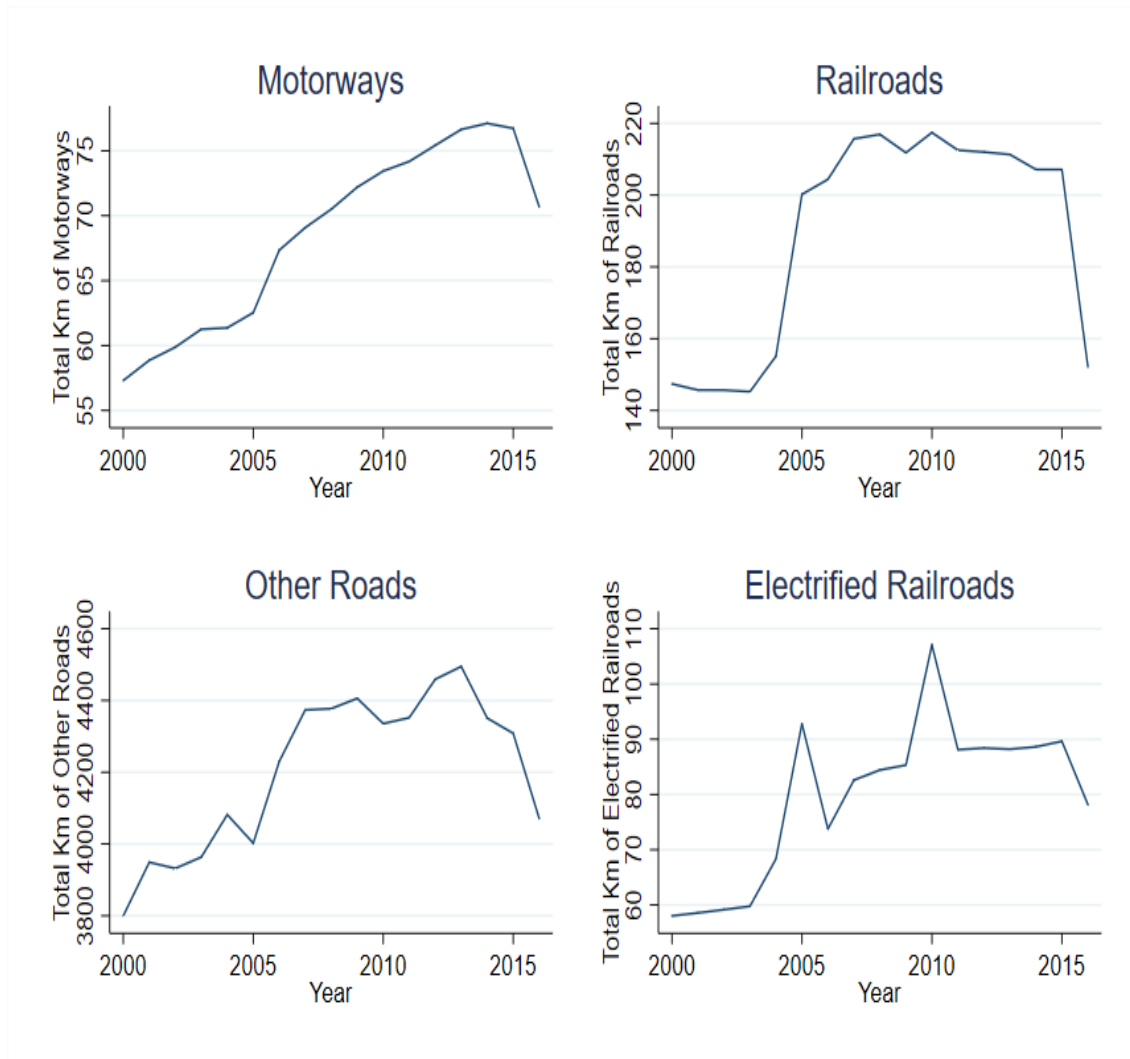 Motorways
Total Km of Motorways
75
70
65
60
55
2000 2005 2010 2015
Year
Railroads
Total Km of Railroads
220
200
180
160
140
2000 2005 2010 2015
Year
Other Roads
Total Km of Other Roads
4600
4400
4200
4000
3800
2000 2005 2010 2015
Year
Electrified Railroads
Total Km of Electrified Railroads
110
100
90
80
70
60
2000 2005 2010 2015
Year